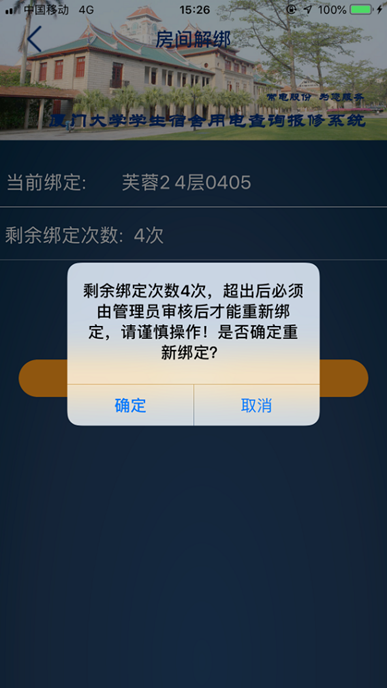 中国移动 4G 15:26 100%
房间解绑
常电股份 与您服务
厦门大学学生宿舍用电查询报修系统
当前绑定: 芙蓉2 4层0405
剩余绑定次数: 4次
剩余绑定次数4次，超出后必须
由管理员审核后才能重新绑
定，请谨慎操作！是否确定重
新绑定?
确定 取消